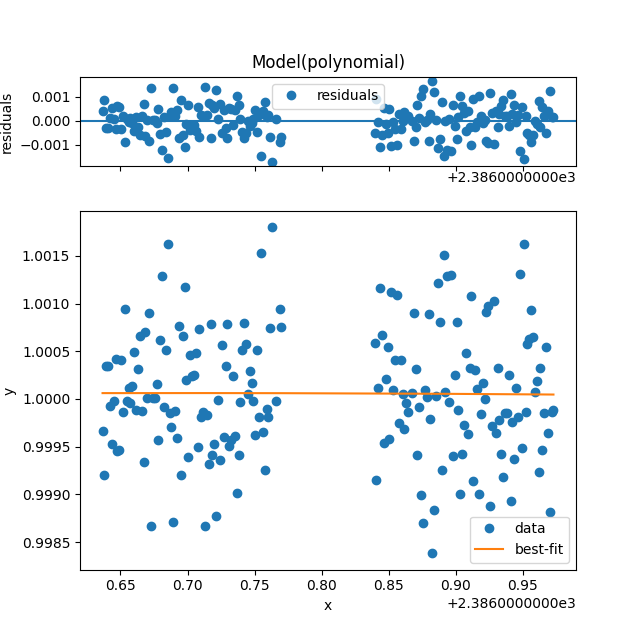 Model(polynomial)
residuals
0.001
0.000
−0.001
residuals
+2.3860000000e3
y
1.0015
1.0010
1.0005
1.0000
0.9995
0.9990
0.9985
data
best-fit
0.65 0.70 0.75 0.80 0.85 0.90 0.95
x
+2.3860000000e3